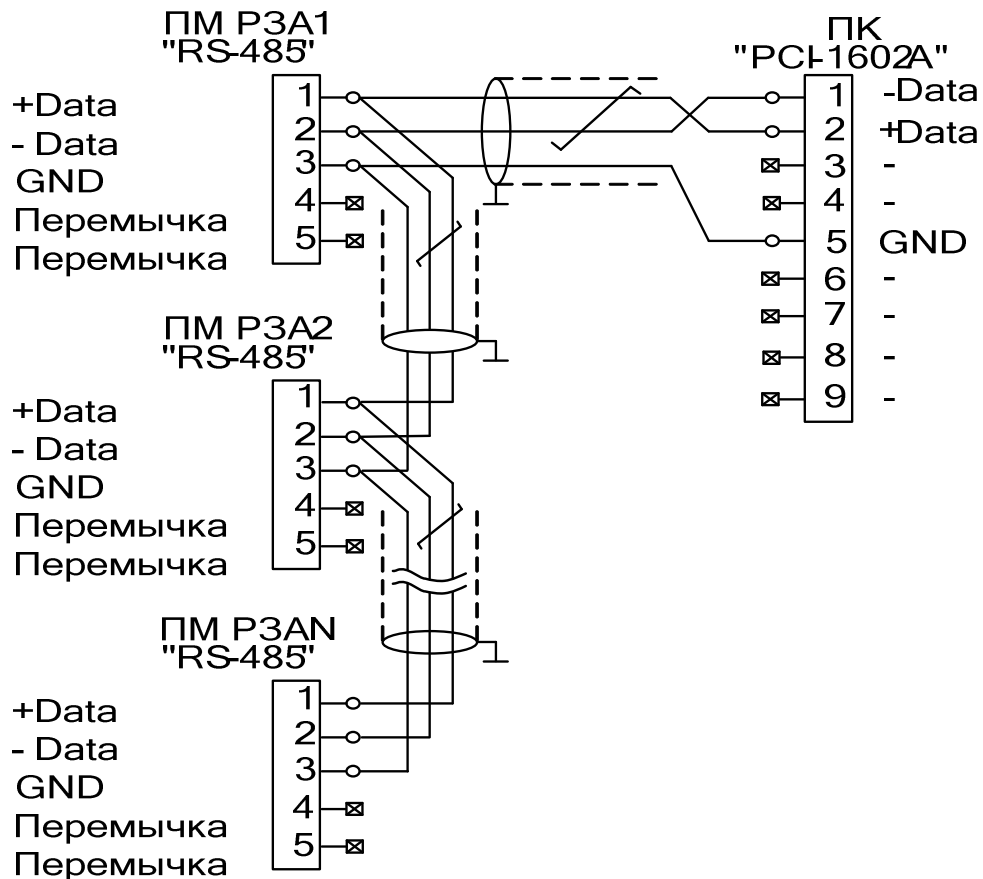 ПМ РЗА1
"RS-485"
+Data
- Data
GND
Перемычка
Перемычка
1
2
3
4
5
ПК
"PCI-1602A"
1
2
3
4
5
6
7
8
9
-Data
+Data
-
-
GND
-
-
-
-
ПМ РЗА2
"RS-485"
+Data
- Data
GND
Перемычка
Перемычка
1
2
3
4
5
ПМ РЗАN
"RS-485"
+Data
- Data
GND
Перемычка
Перемычка
1
2
3
4
5